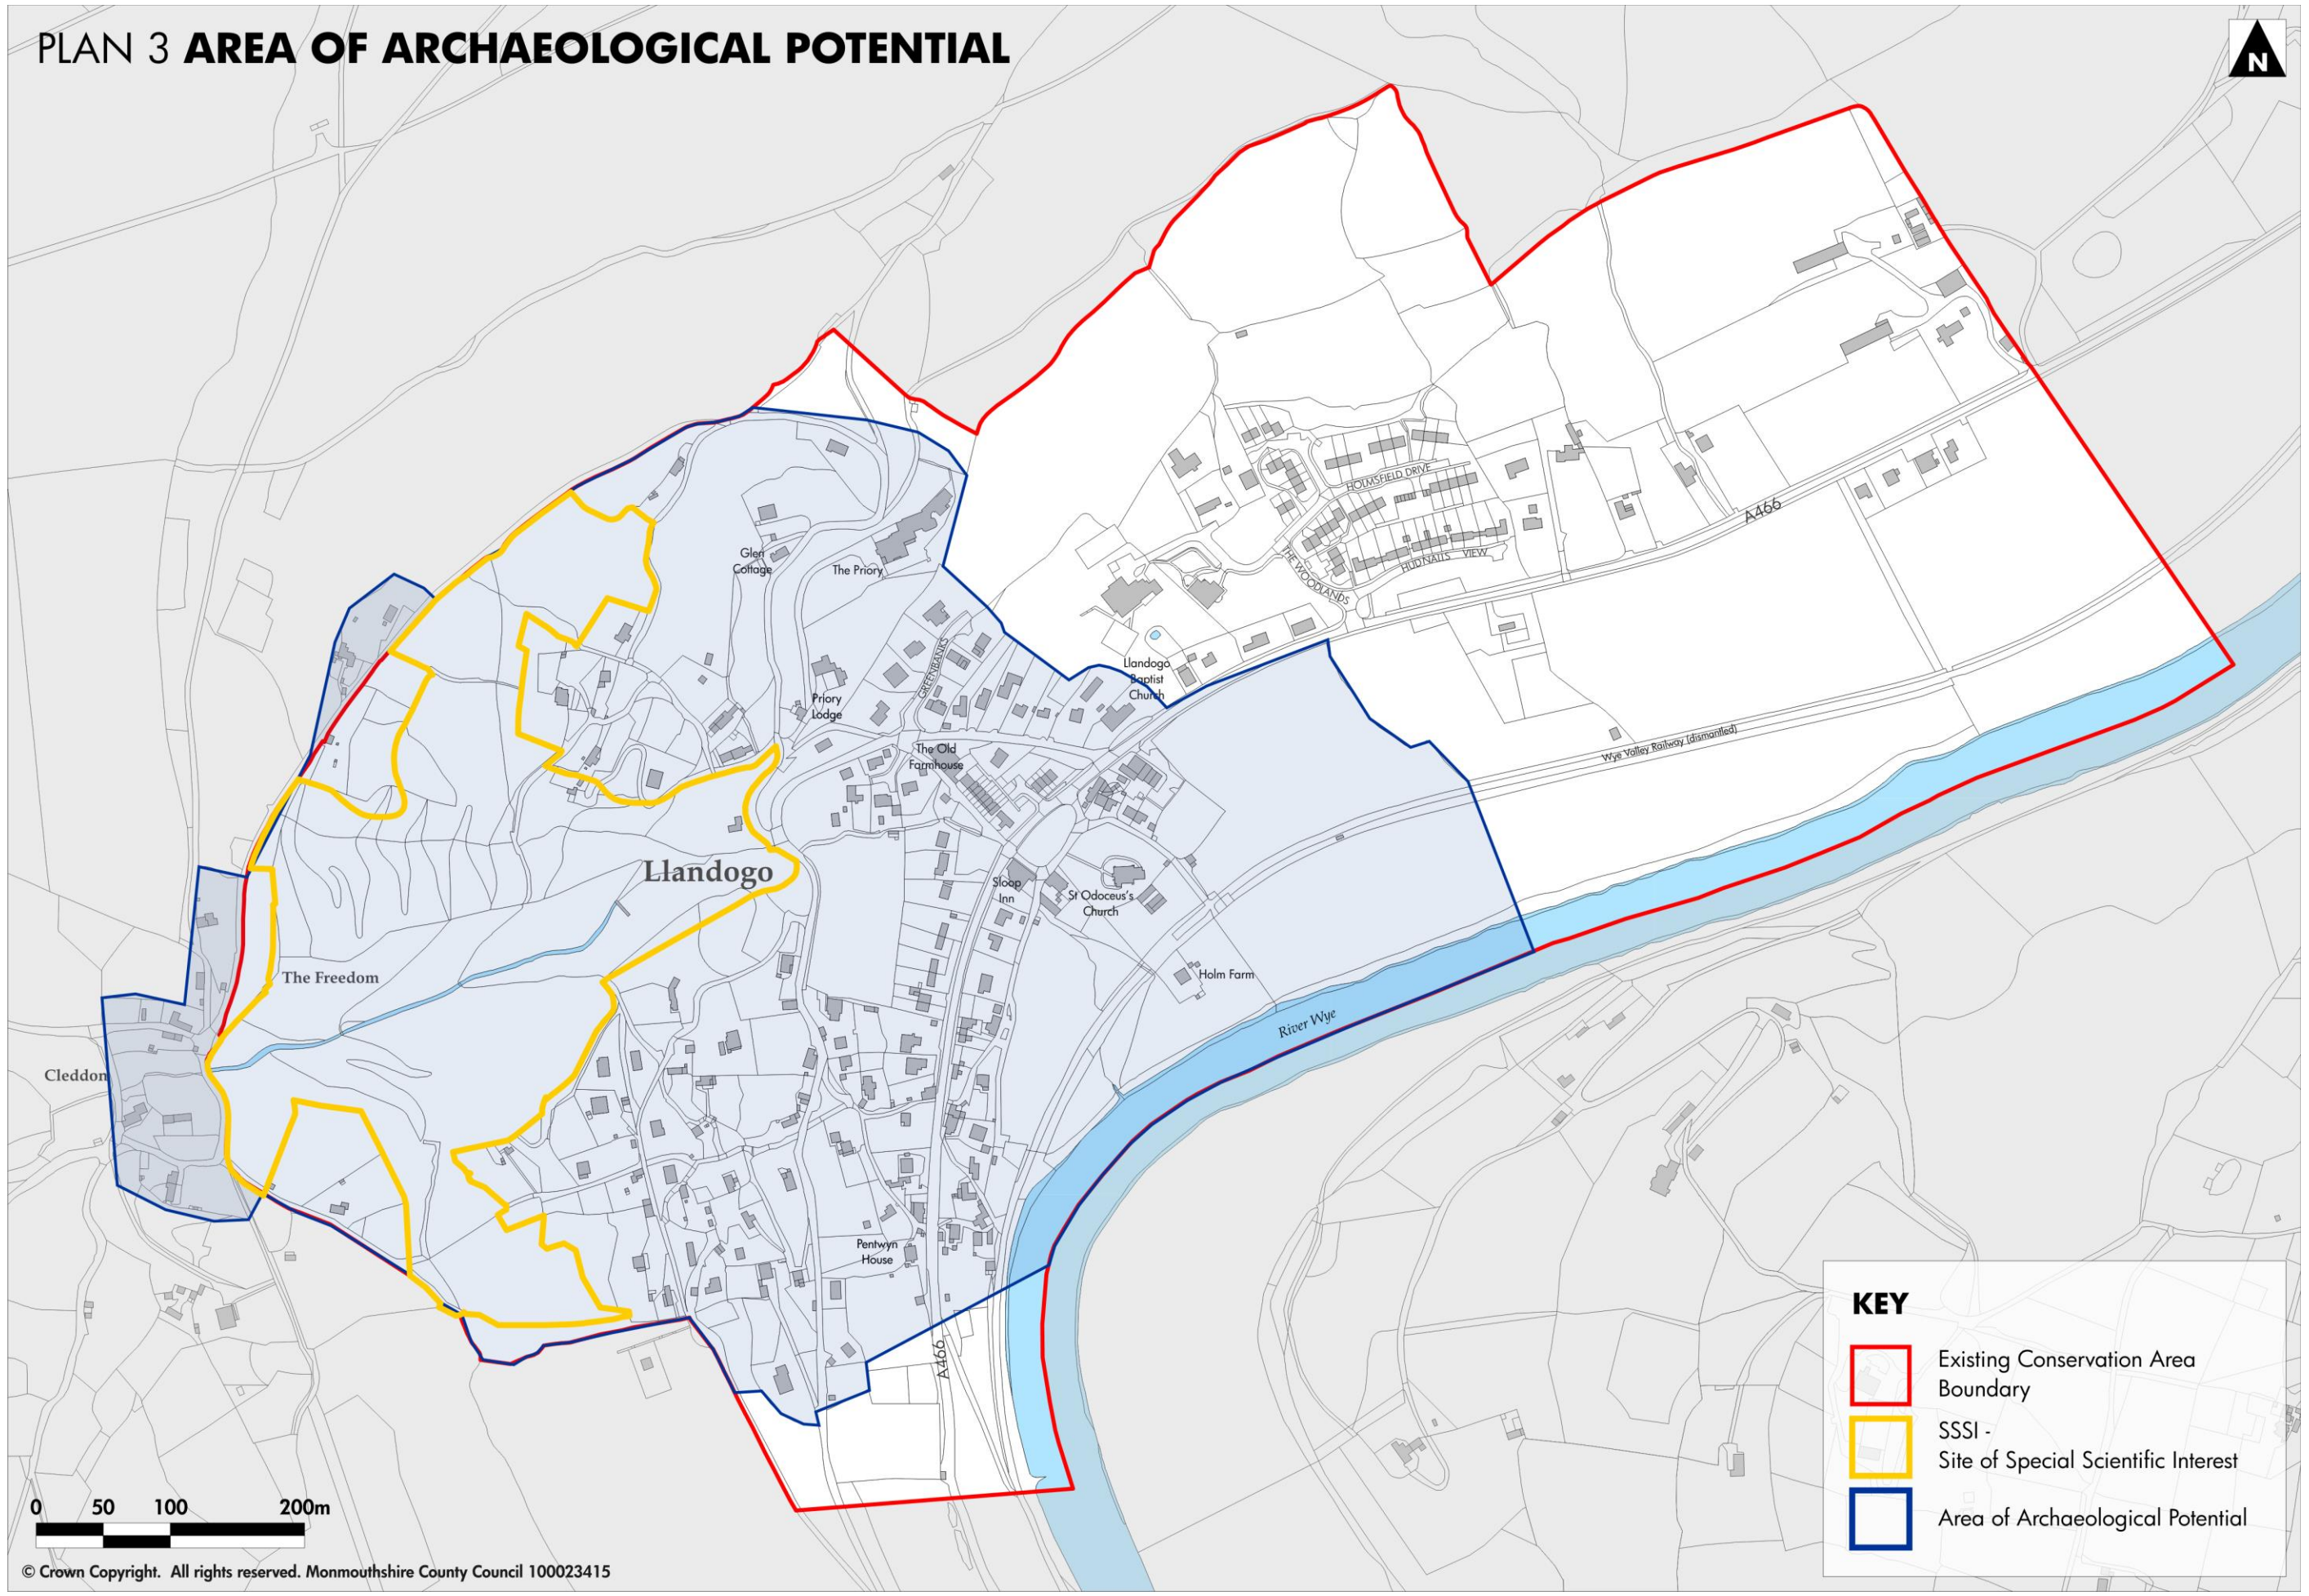 PLAN 3 AREA OF ARCHAEOLOGICAL POTENTIAL
N
HOLMSFIELD DRIVE
A466
THE WOODLANDS
HUDNALLS VIEW
Glen
Cottage
The Priory
GREENBANKS
Llandogo
Baptist
Church
Priory
Lodge
The Old
Farmhouse
Wye Valley Railway (dismantled)
Llandogo
Sloop
Inn
St Odoceus's
Church
The Freedom
Holm Farm
River Wye
Cleddon
Pentwyn
House
A466
KEY
Existing Conservation Area
Boundary
SSSI -
Site of Special Scientific Interest
Area of Archaeological Potential
0 50 100 200m
© Crown Copyright. All rights reserved. Monmouthshire County Council 100023415